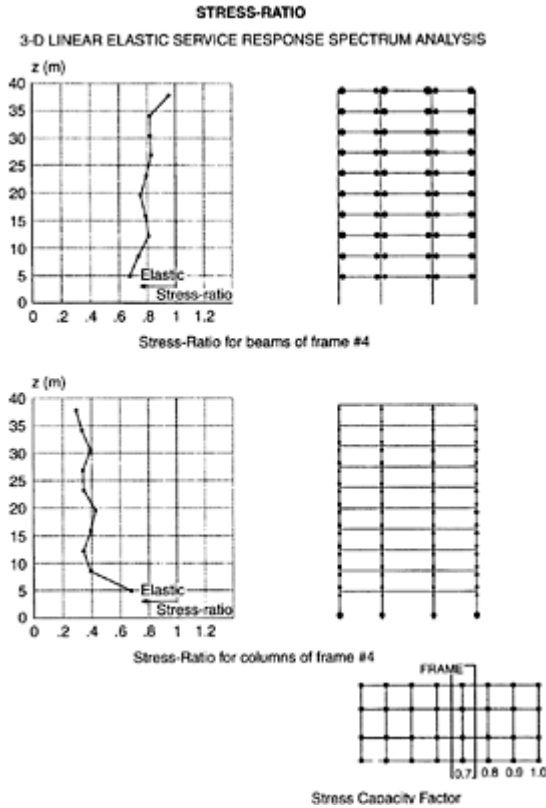 STRESS-RATIO
3-D LINEAR ELASTIC SERVICE RESPONSE SPECTRUM ANALYSIS
z (m)
40
35
30
25
20
15
10
5
0
Elastic
Stress-ratio
0 .2 .4 .6 .8 1 1.2
Stress-Ratio for beams of frame #4
z (m)
40
35
30
25
20
15
10
5
0
Elastic
Stress-ratio
0 .2 .4 .6 .8 1 1.2
Stress-Ratio for columns of frame #4
FRAME
0.7 0.8 0.9 1.0
Stress Capacity Factor